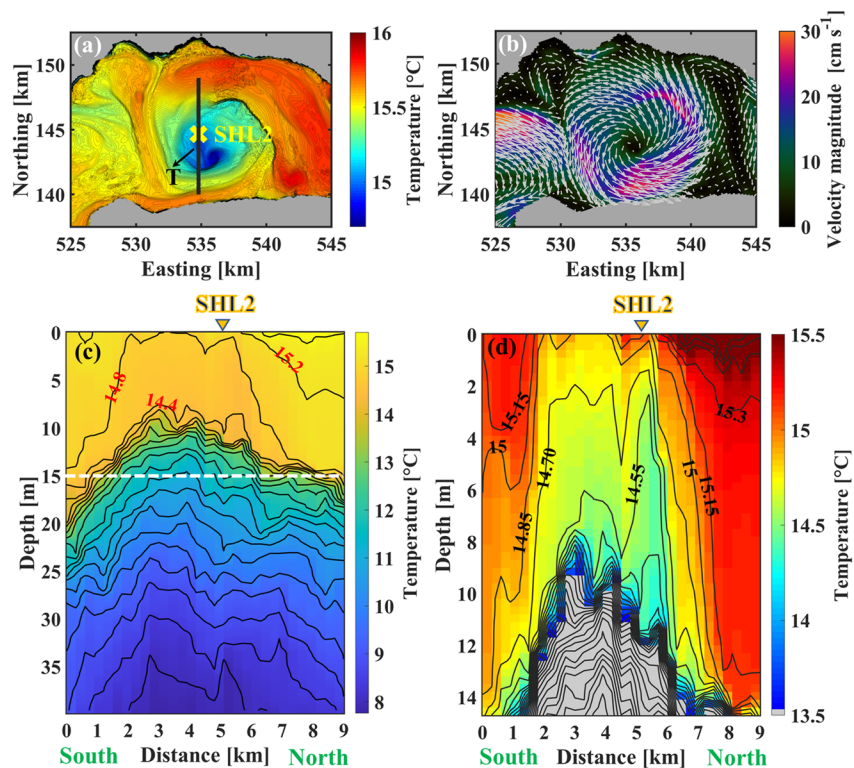 (a)
16
15.5
15
Temperature [°C]
Northing [km]
150
145
140
SHL2
T
525
530
535
540
545
Easting [km]
(b)
30
20
10
0
Velocity magnitude [cm s-1]
Northing [km]
150
145
140
525
530
535
540
545
Easting [km]
SHL2
(c)
0
5
10
15
20
25
30
35
Depth [m]
14.8
14.4
15.2
15
14
13
12
11
10
9
8
Temperature [°C]
0 1 2 3 4 5 6 7 8 9
South Distance [km] North
SHL2
(d)
0
2
4
6
8
10
12
14
Depth [m]
15.15
15
14.85
14.70
14.55
15
15.15
15.3
15.5
15
14.5
14
13.5
Temperature [°C]
0 1 2 3 4 5 6 7 8 9
South Distance [km] North